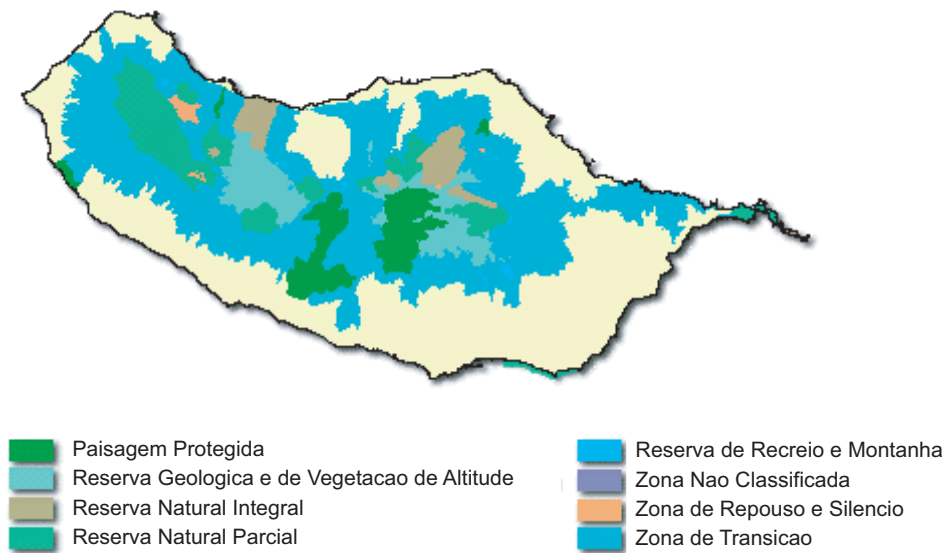 Paisagem Protegida
Reserva Geologica e de Vegetacao de Altitude
Reserva Natural Integral
Reserva Natural Parcial
Reserva de Recreio e Montanha
Zona Nao Classificada
Zona de Repouso e Silencio
Zona de Transicao